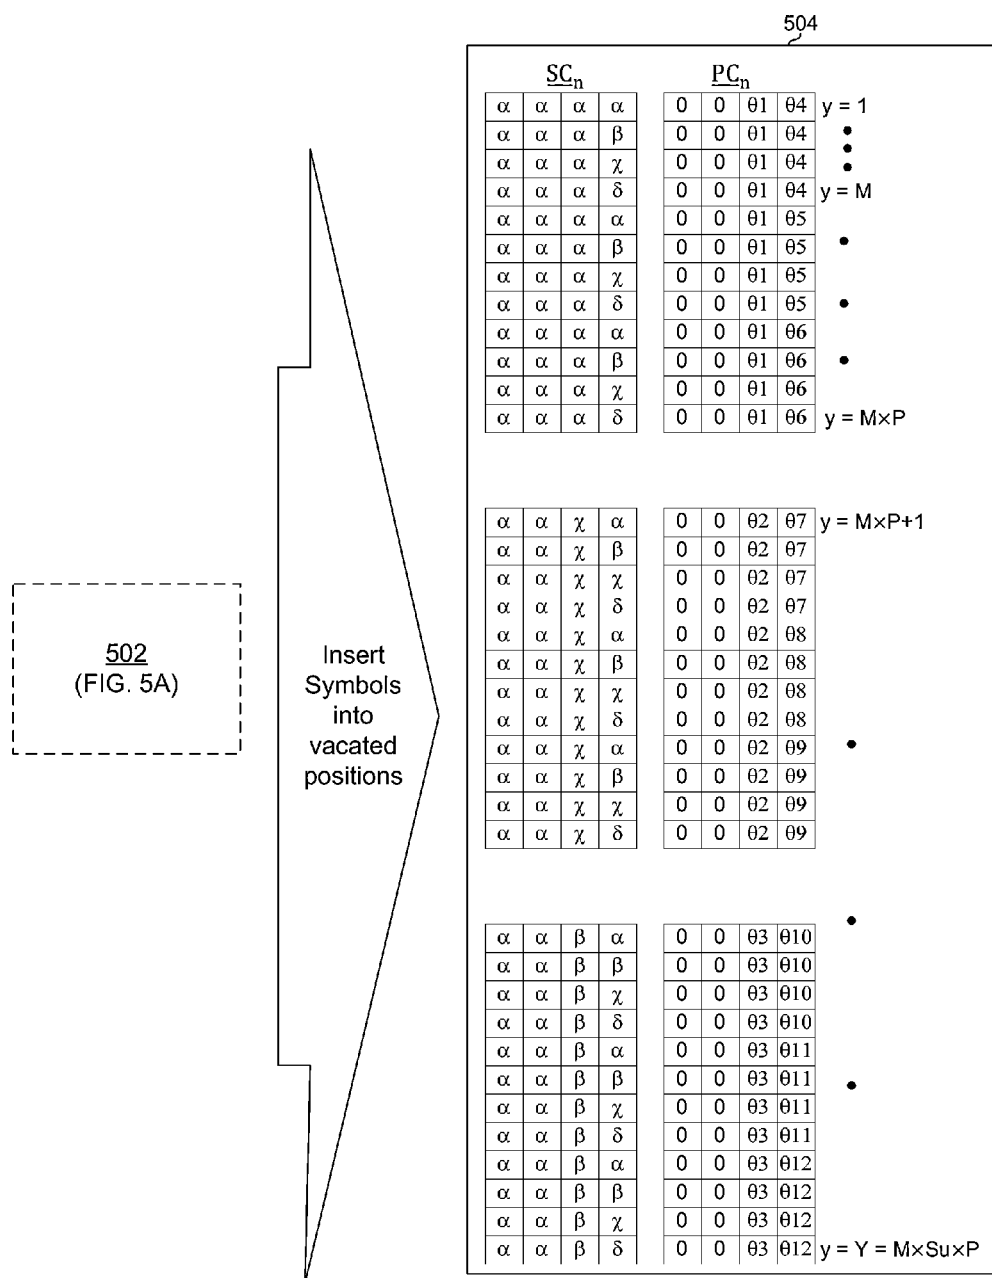 504
SCn PCn
α α α α 0 0 θ1 θ4 y = 1
α α α β 0 0 θ1 θ4
α α α χ 0 0 θ1 θ4
α α α δ 0 0 θ1 θ4 y = M
α α α α 0 0 θ1 θ5
α α α β 0 0 θ1 θ5
α α α χ 0 0 θ1 θ5
α α α δ 0 0 θ1 θ5
α α α α 0 0 θ1 θ6
α α α β 0 0 θ1 θ6
α α α χ 0 0 θ1 θ6
α α α δ 0 0 θ1 θ6 y = M×P
α α χ α 0 0 θ2 θ7 y = M×P+1
α α χ β 0 0 θ2 θ7
α α χ χ 0 0 θ2 θ7
α α χ δ 0 0 θ2 θ7
α α χ α 0 0 θ2 θ8
α α χ β 0 0 θ2 θ8
α α χ χ 0 0 θ2 θ8
α α χ δ 0 0 θ2 θ8
α α χ α 0 0 θ2 θ9
α α χ β 0 0 θ2 θ9
α α χ χ 0 0 θ2 θ9
α α χ δ 0 0 θ2 θ9
α α β α 0 0 θ3 θ10
α α β β 0 0 θ3 θ10
α α β χ 0 0 θ3 θ10
α α β δ 0 0 θ3 θ10
α α β α 0 0 θ3 θ11
α α β β 0 0 θ3 θ11
α α β χ 0 0 θ3 θ11
α α β δ 0 0 θ3 θ11
α α β α 0 0 θ3 θ12
α α β β 0 0 θ3 θ12
α α β χ 0 0 θ3 θ12
α α β δ 0 0 θ3 θ12 y = Y = M×Su×P
502
(FIG. 5A)
Insert
Symbols
into
vacated
positions